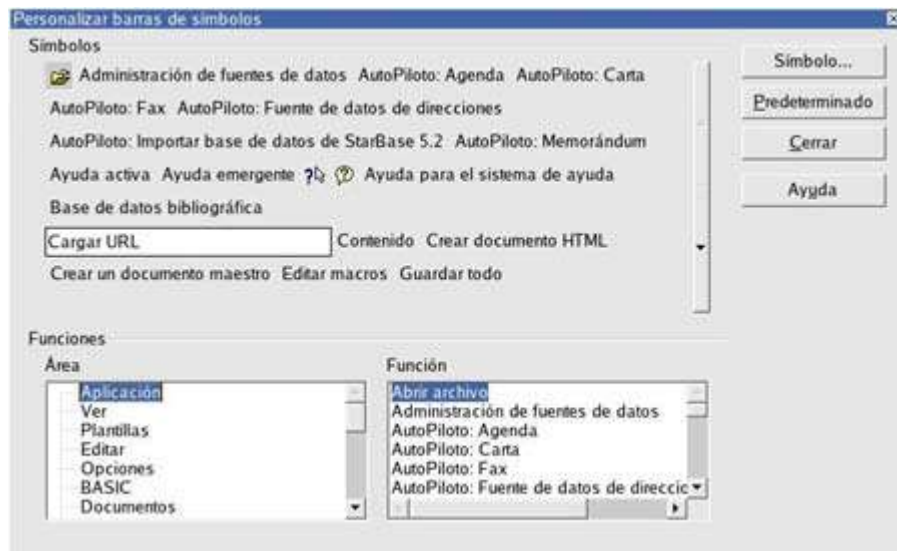 Personalizar barras de símbolos
Símbolos
Administración de fuentes de datos AutoPiloto: Agenda AutoPiloto: Carta
AutoPiloto: Fax AutoPiloto: Fuente de datos de direcciones
AutoPiloto: Importar base de datos de StarBase 5.2 AutoPiloto: Memorándum
Ayuda activa Ayuda emergente Ayuda para el sistema de ayuda
Base de datos bibliográfica
Cargar URL Contenido Crear documento HTML
Crear un documento maestro Editar macros Guardar todo
Símbolo...
Predeterminado
Cerrar
Ayuda
Funciones
Área
Aplicación
Ver
Plantillas
Editar
Opciones
BASIC
Documentos
Función
Abrir archivo
Administración de fuentes de datos
AutoPiloto: Agenda
AutoPiloto: Carta
AutoPiloto: Fax
AutoPiloto: Fuente de datos de direccic